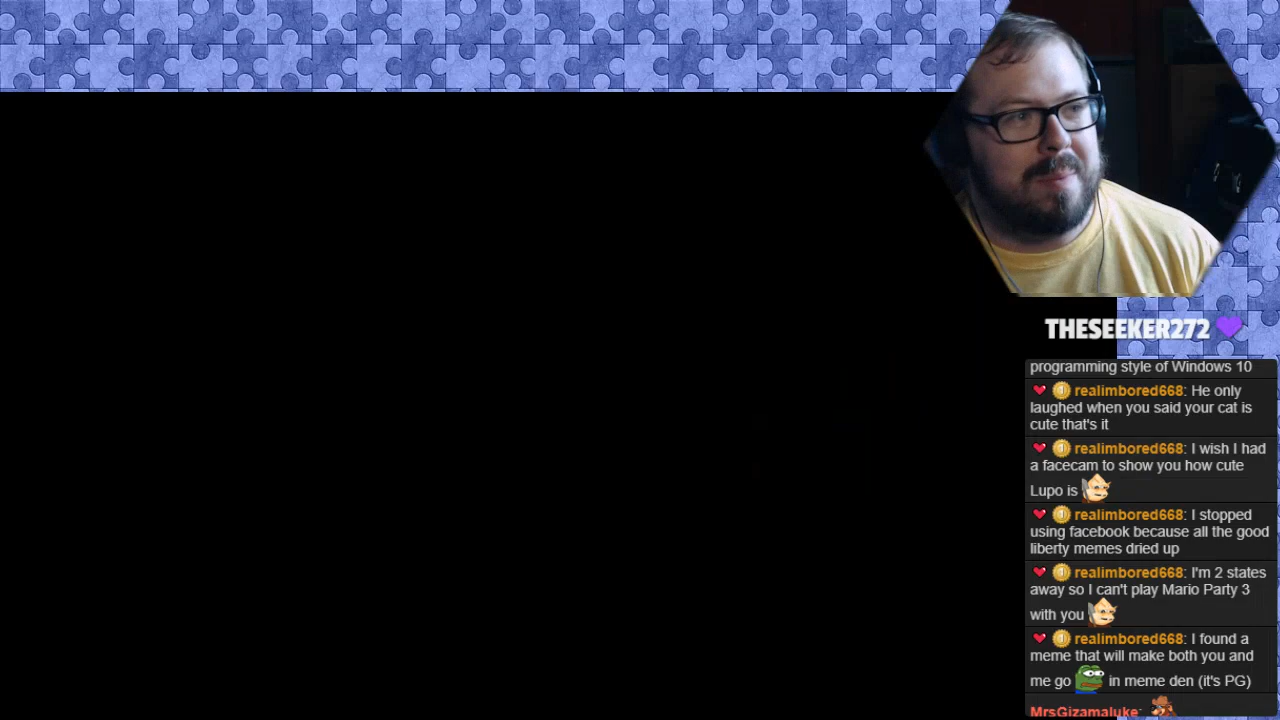 THESEEKER272
programming style of Windows 10
realimbored668: He only
laughed when you said your cat is
cute that's it
realimbored668: I wish I had
a facecam to show you how cute
Lupo is
realimbored668: I stopped
using facebook because all the good
liberty memes dried up
realimbored668: I'm 2 states
away so I can't play Mario Party 3
with you
realimbored668: I found a
meme that will make both you and
me go in meme den (it's PG)
MrsGizamaluke: